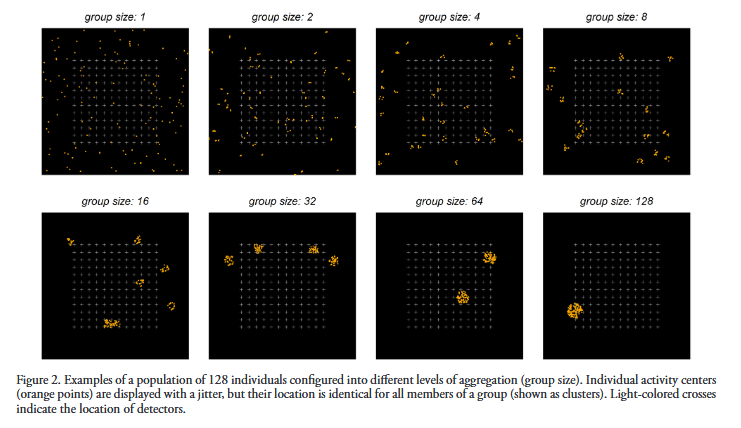 group size: 1
group size: 2
group size: 4
group size: 8
group size: 16
group size: 32
group size: 64
group size: 128
Figure 2. Examples of a population of 128 individuals configured into different levels of aggregation (group size). Individual activity centers
(orange points) are displayed with a jitter, but their location is identical for all members of a group (shown as clusters). Light-colored crosses
indicate the location of detectors.